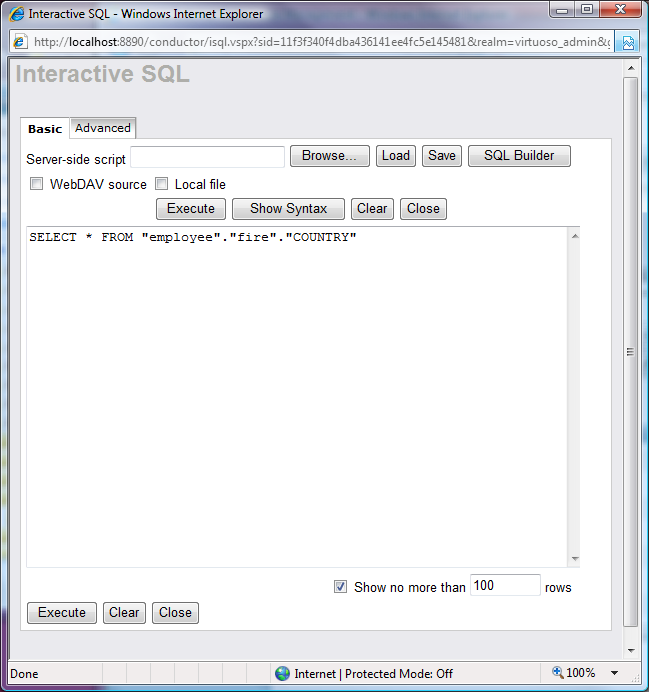 Interactive SQL - Windows Internet Explorer
http://localhost:8890/conductor/isql.vspx?sid=11f3f340f4dba436141ee4fc5e145481&realm=virtuoso_admin&
Interactive SQL
Basic Advanced
Server-side script Browse... Load Save SQL Builder
WebDAV source Local file
Execute Show Syntax Clear Close
SELECT * FROM "employee"."fire"."COUNTRY"
Show no more than 100 rows
Execute Clear Close
Done Internet | Protected Mode: Off 100%